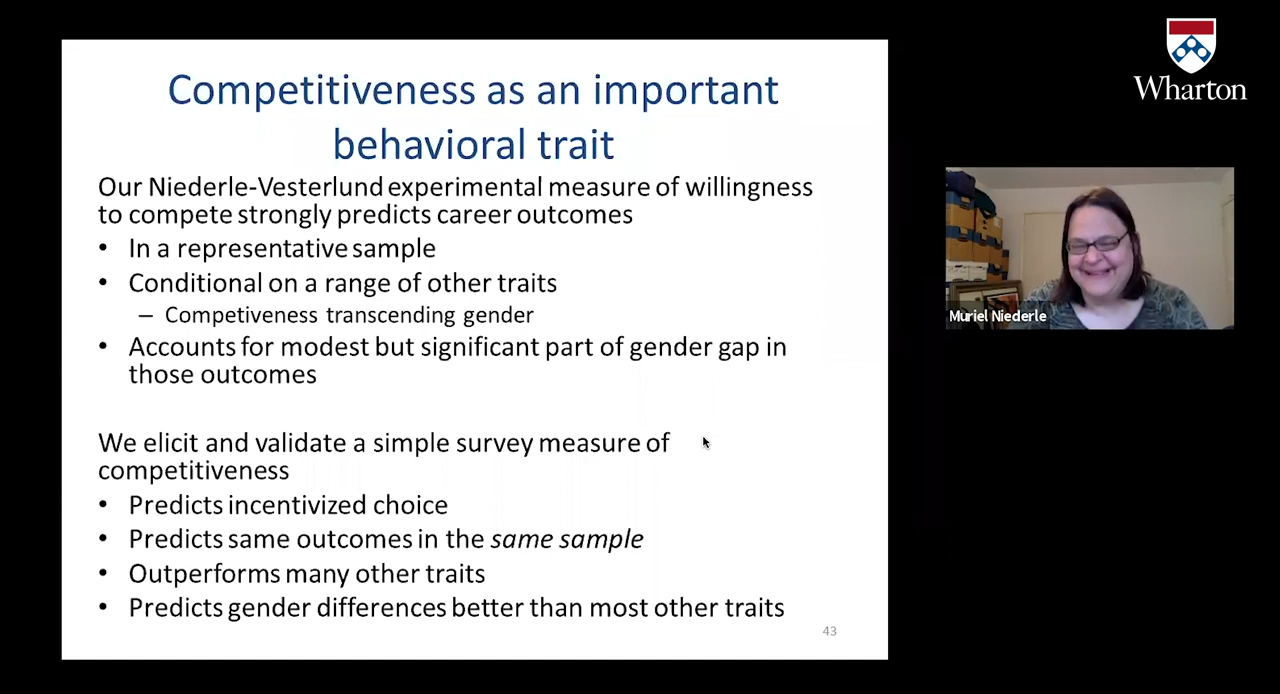 Competitiveness as an important
behavioral trait
Our Niederle-Vesterlund experimental measure of willingness
to compete strongly predicts career outcomes
• In a representative sample
• Conditional on a range of other traits
– Competiveness transcending gender
• Accounts for modest but significant part of gender gap in
those outcomes
We elicit and validate a simple survey measure of
competitiveness
• Predicts incentivized choice
• Predicts same outcomes in the same sample
• Outperforms many other traits
• Predicts gender differences better than most other traits
43
Wharton
Muriel Niederle